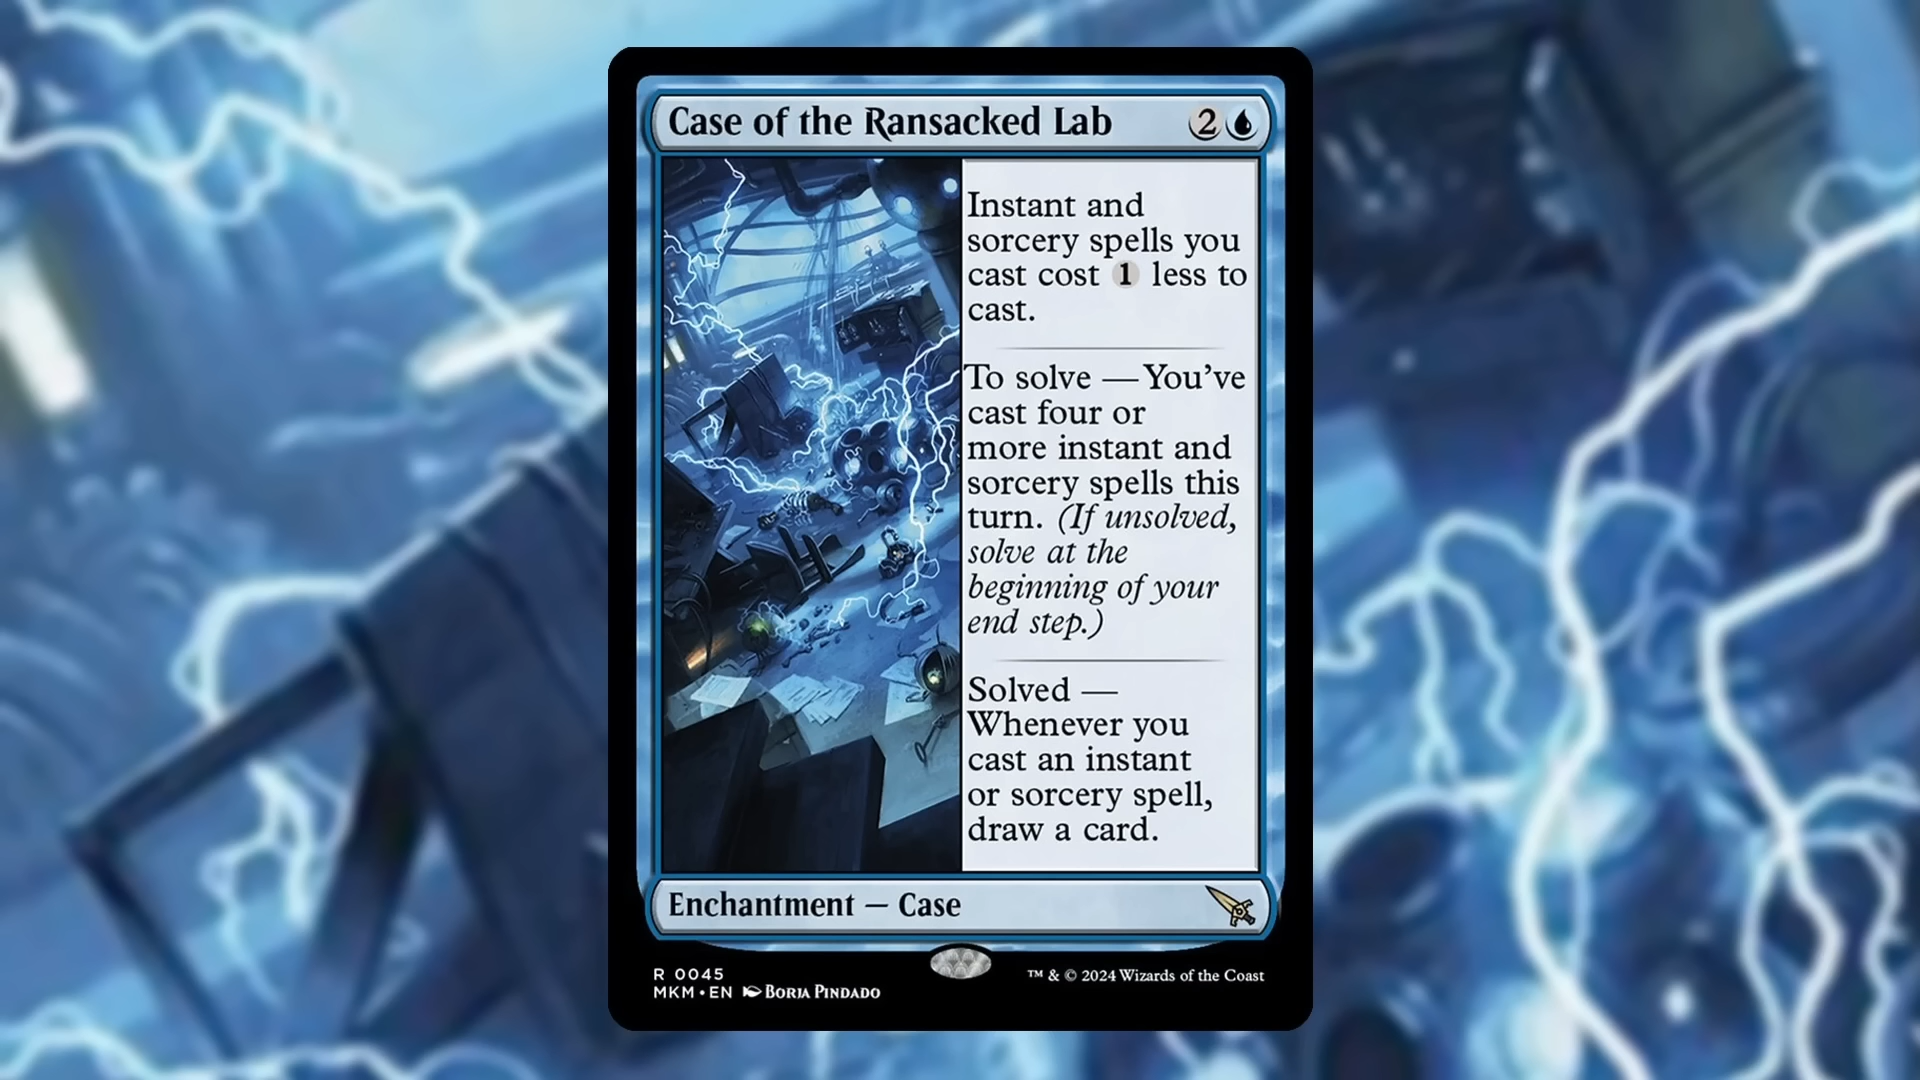 Case of the Ransacked Lab 2
Instant and
sorcery spells you
cast cost 1 less to
cast.
To solve — You've
cast four or
more instant and
sorcery spells this
turn. (If unsolved,
solve at the
beginning of your
end step.)
Solved —
Whenever you
cast an instant
or sorcery spell,
draw a card.
Enchantment — Case
R 0045
MKM • EN Borja Pindado
™ & © 2024 Wizards of the Coast